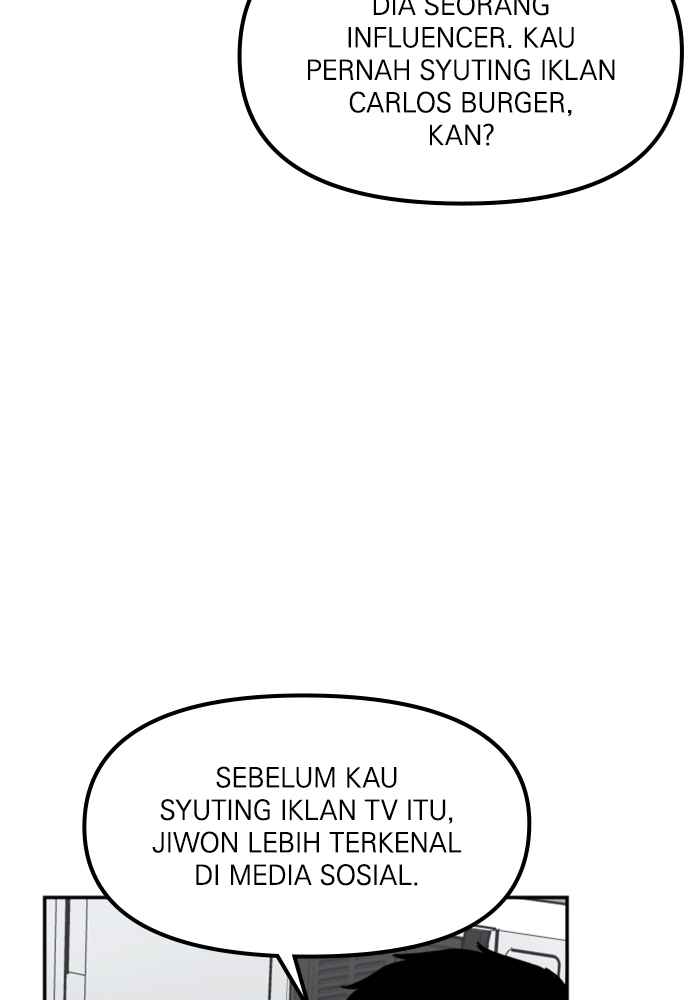 DIA SEORANG
INFLUENCER. KAU
PERNAH SYUTING IKLAN
CARLOS BURGER,
KAN?
SEBELUM KAU
SYUTING IKLAN TV ITU,
JIWON LEBIH TERKENAL
DI MEDIA SOSIAL.